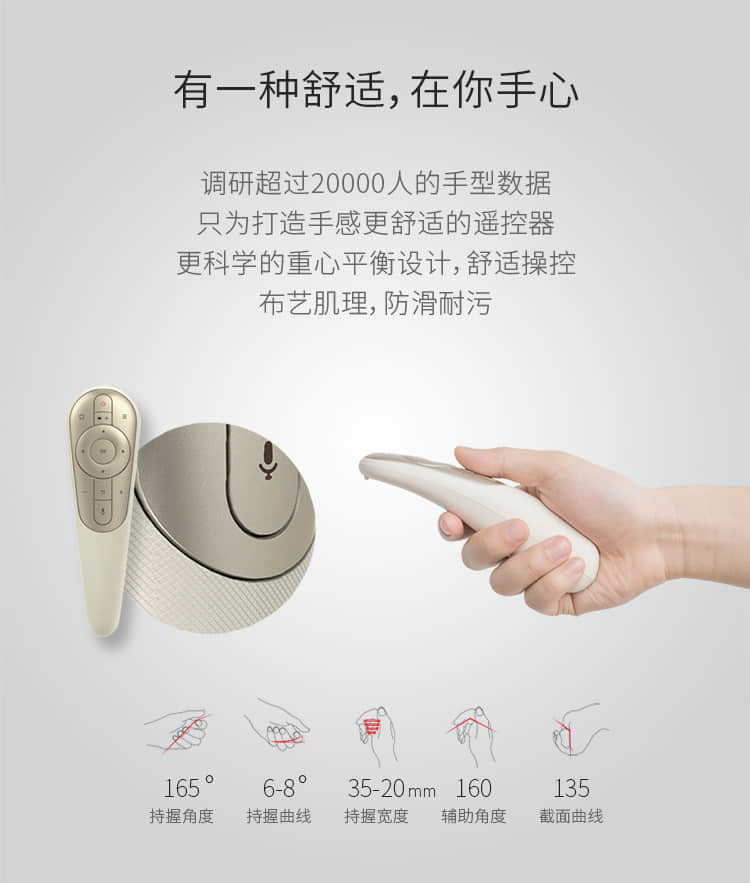 有一种舒适，在你手心
调研超过20000人的手型数据
只为打造手感更舒适的遥控器
更科学的重心平衡设计，舒适操控
布艺肌理，防滑耐污
165° 6-8° 35-20mm 160 135
持握角度 持握曲线 持握宽度 辅助角度 截面曲线